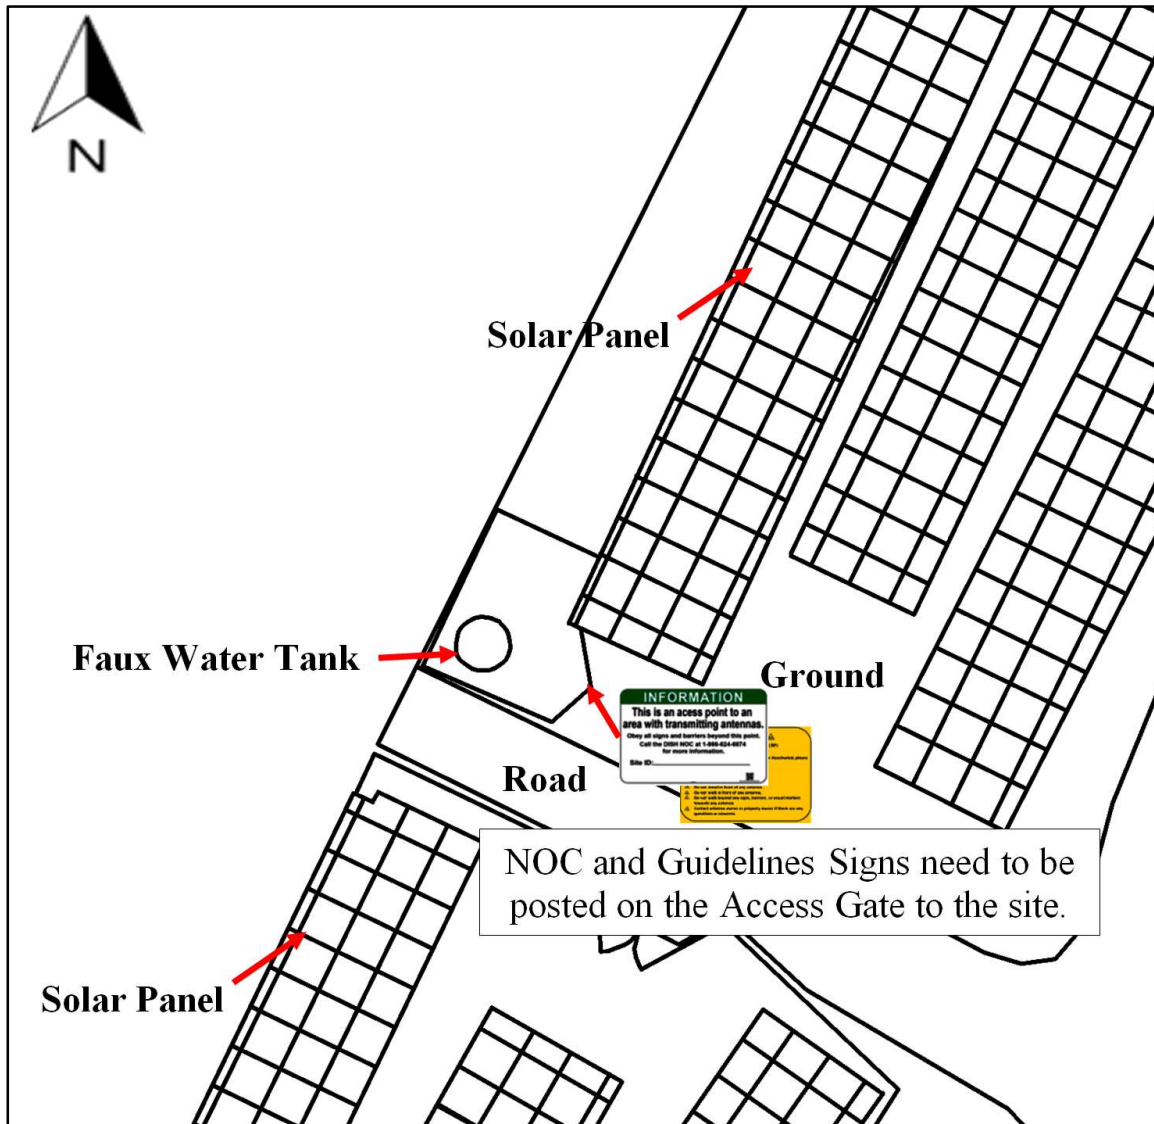 N
Solar Panel
Faux Water Tank
Ground
INFORMATION
This is an acess point to an
area with transmitting antennas.
Obey all signs and barriers beyond this point.
Call the DISH NOC at 1-866-624-6874
for more information.
Site ID:
Road
NOC and Guidelines Signs need to be
posted on the Access Gate to the site.
Solar Panel